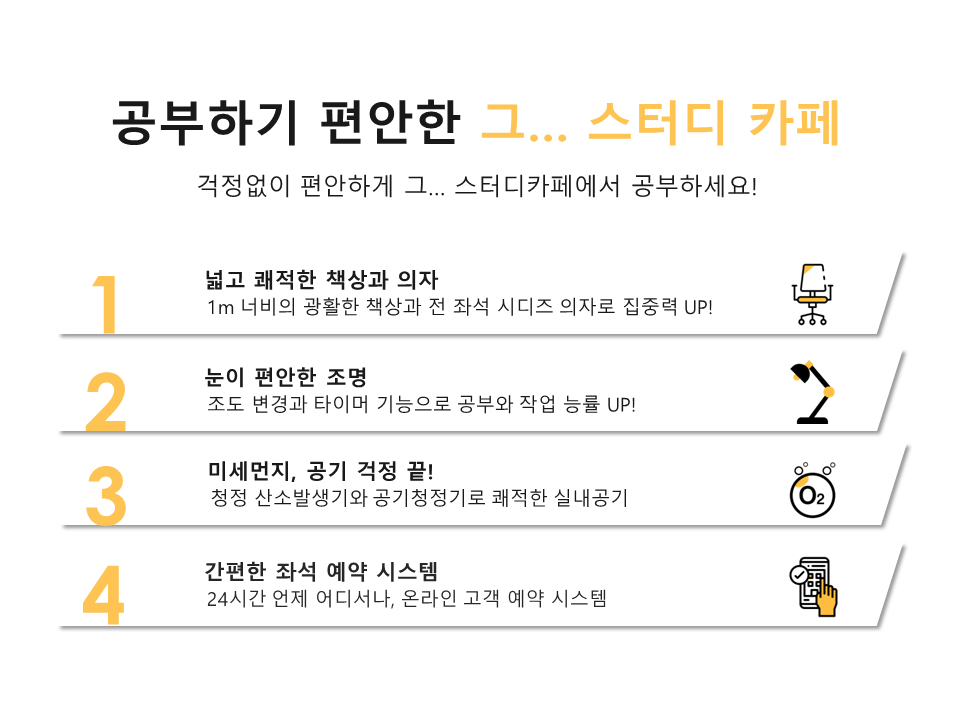 공부하기 편안한 그... 스터디 카페
걱정없이 편안하게 그... 스터디카페에서 공부하세요!
1
넓고 쾌적한 책상과 의자
1m 너비의 광활한 책상과 전 좌석 시디즈 의자로 집중력 UP!
2
눈이 편안한 조명
조도 변경과 타이머 기능으로 공부와 작업 능률 UP!
3
미세먼지, 공기 걱정 끝!
청정 산소발생기와 공기청정기로 쾌적한 실내공기
O2
4
간편한 좌석 예약 시스템
24시간 언제 어디서나, 온라인 고객 예약 시스템